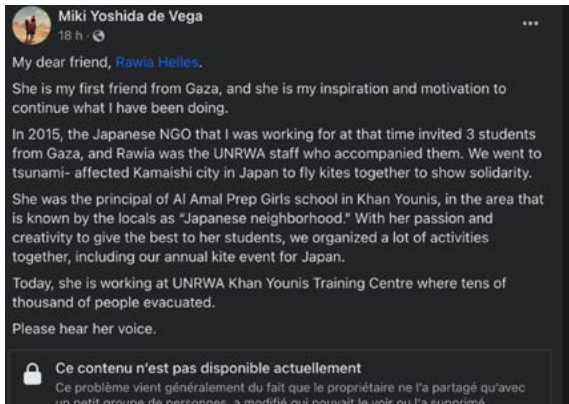 Miki Yoshida de Vega
18 h ·
My dear friend, Rawia Helles.
She is my first friend from Gaza, and she is my inspiration and motivation to
continue what I have been doing.
In 2015, the Japanese NGO that I was working for at that time invited 3 students
from Gaza, and Rawia was the UNRWA staff who accompanied them. We went to
tsunami- affected Kamaishi city in Japan to fly kites together to show solidarity.
She was the principal of Al Amal Prep Girls school in Khan Younis, in the area that
is known by the locals as “Japanese neighborhood.” With her passion and
creativity to give the best to her students, we organized a lot of activities
together, including our annual kite event for Japan.
Today, she is working at UNRWA Khan Younis Training Centre where tens of
thousand of people evacuated.
Please hear her voice.
Ce contenu n’est pas disponible actuellement
Ce problème vient généralement du fait que le propriétaire ne l’a partagé qu’avec
un petit groupe de personnes, a modifié qui pouvait le voir ou l’a supprimé